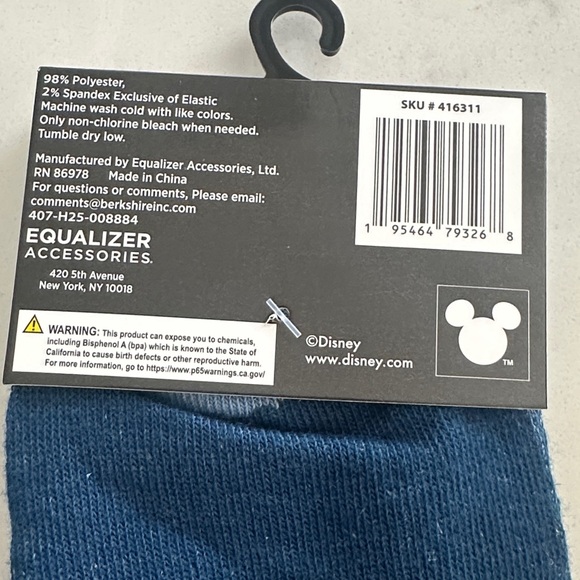 98% Polyester,
2% Spandex Exclusive of Elastic
Machine wash cold with like colors.
Only non-chlorine bleach when needed.
Tumble dry low.
Manufactured by Equalizer Accessories, Ltd.
RN 86978 Made in China
For questions or comments, Please email:
comments@berkshireinc.com
407-H25-008884
EQUALIZER
ACCESSORIES.
420 5th Avenue
New York, NY 10018
WARNING: This product can expose you to chemicals,
including Bisphenol A (bpa) which is known to the State of
California to cause birth defects or other reproductive harm.
For more information, go to https://www.p65warnings.ca.gov/
SKU # 416311
1 95464 79326 8
©Disney
www.disney.com
TM